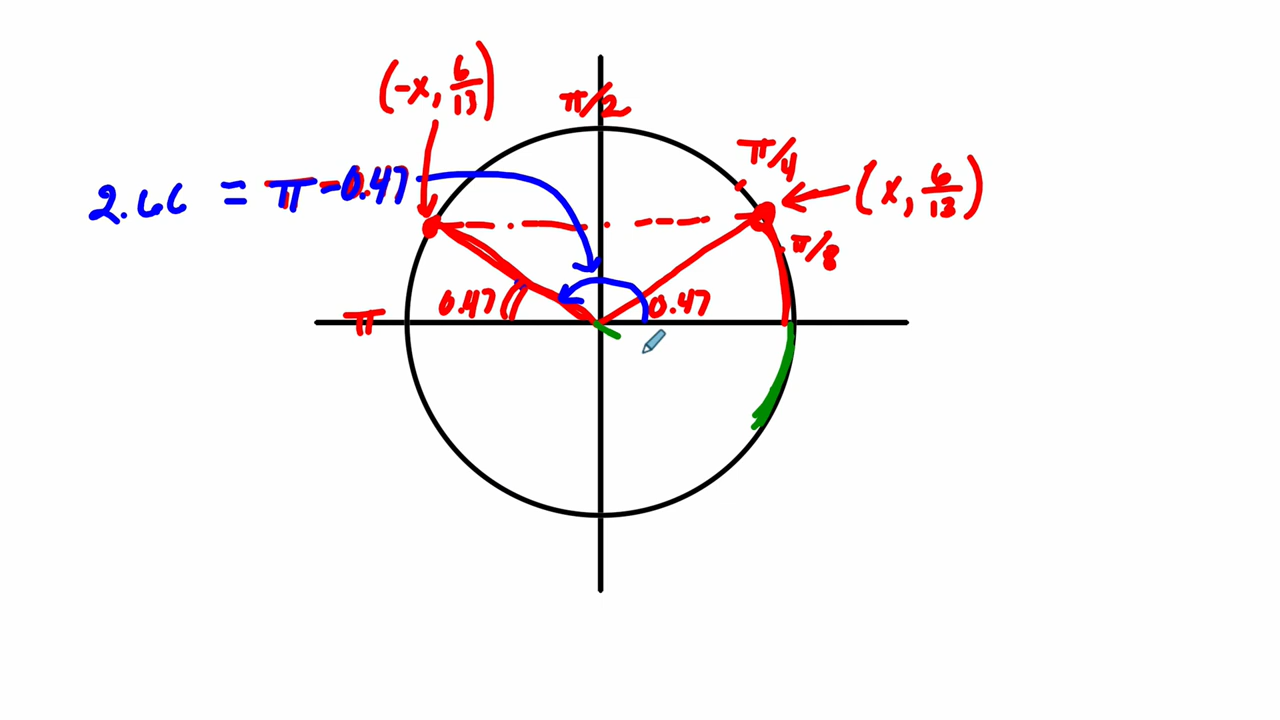 (-x, 6/13)
π/2
π/4
2.66 = π - 0.47
(x, 6/13)
π/8
0.47
0.47
π